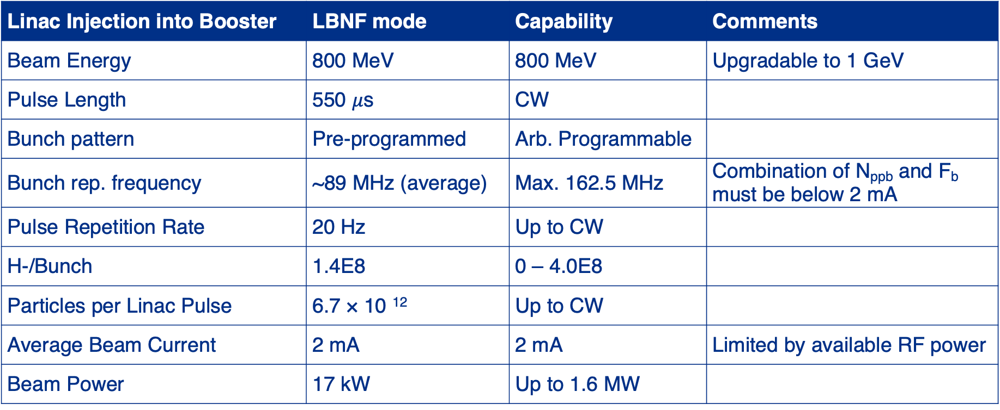 Linac Injection into Booster LBNF mode Capability Comments
Beam Energy 800 MeV 800 MeV Upgradable to 1 GeV
Pulse Length 550 μs CW
Bunch pattern Pre-programmed Arb. Programmable
Bunch rep. frequency ~89 MHz (average) Max. 162.5 MHz Combination of Nppb and Fb
must be below 2 mA
Pulse Repetition Rate 20 Hz Up to CW
H-/Bunch 1.4E8 0 – 4.0E8
Particles per Linac Pulse 6.7 × 10 ¹² Up to CW
Average Beam Current 2 mA 2 mA Limited by available RF power
Beam Power 17 kW Up to 1.6 MW